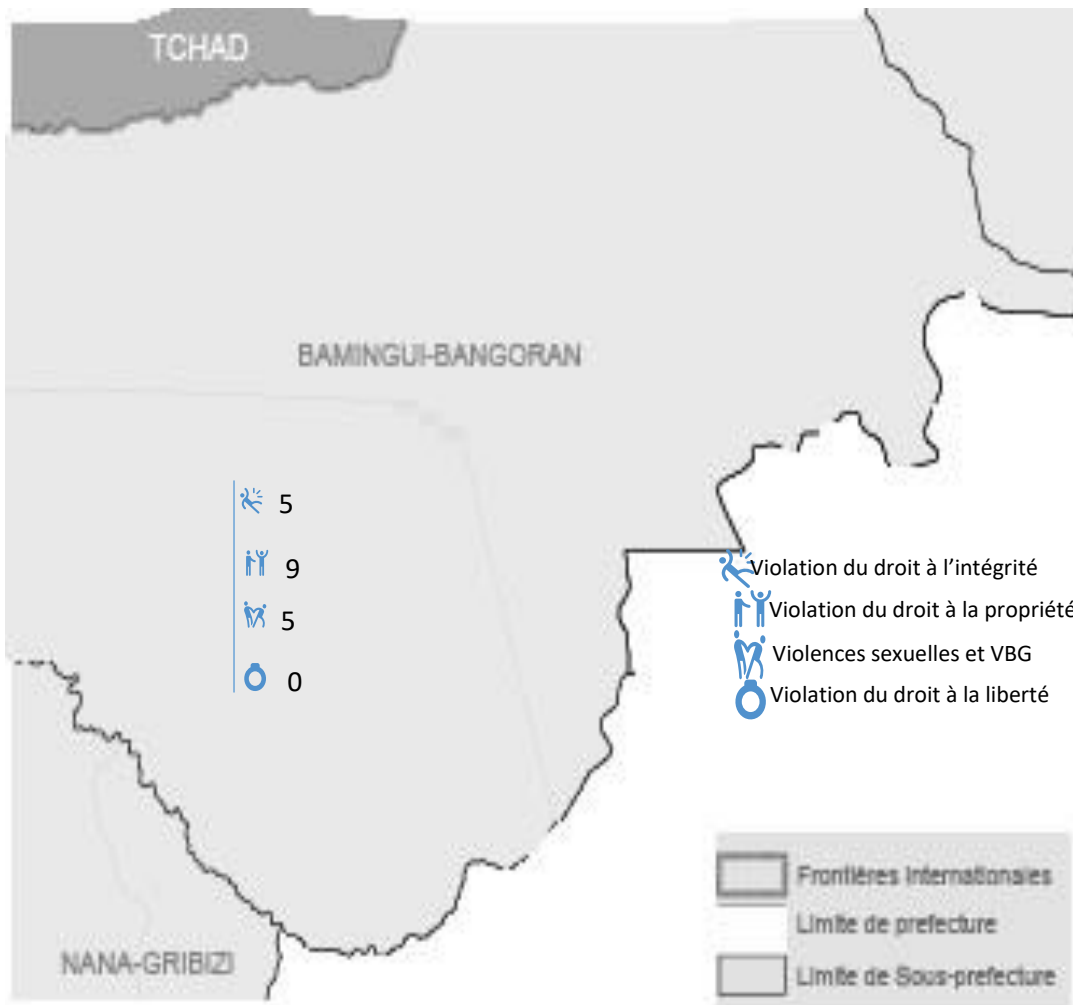 TCHAD
BAMINGUI-BANGORAN
5
9
5
0
Violation du droit à l’intégrité
Violation du droit à la propriété
Violences sexuelles et VBG
Violation du droit à la liberté
Frontières Internationales
Limite de prefecture
Limite de Sous-prefecture
NANA-GRIBIZI